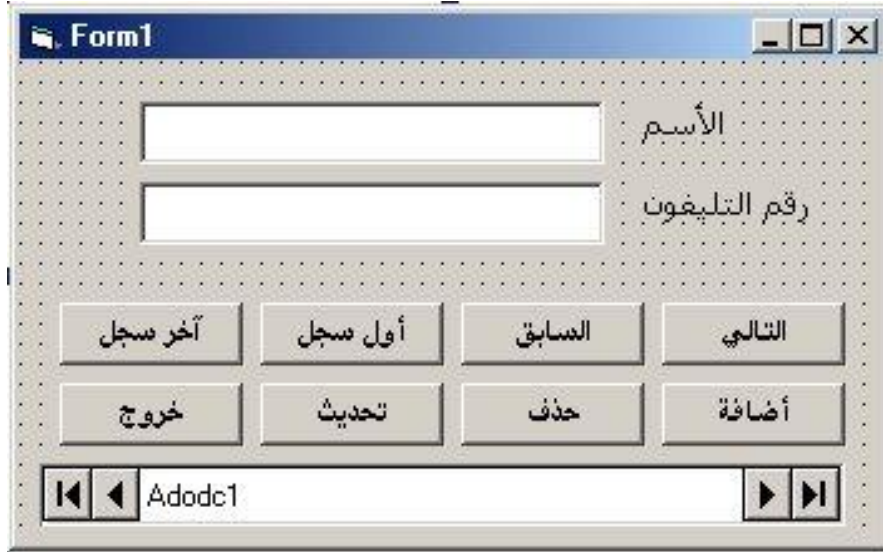 Form1
الأسم
رقم التليفون
التالي السابق أول سجل آخر سجل
أضافة حذف تحديث خروج
Adodc1